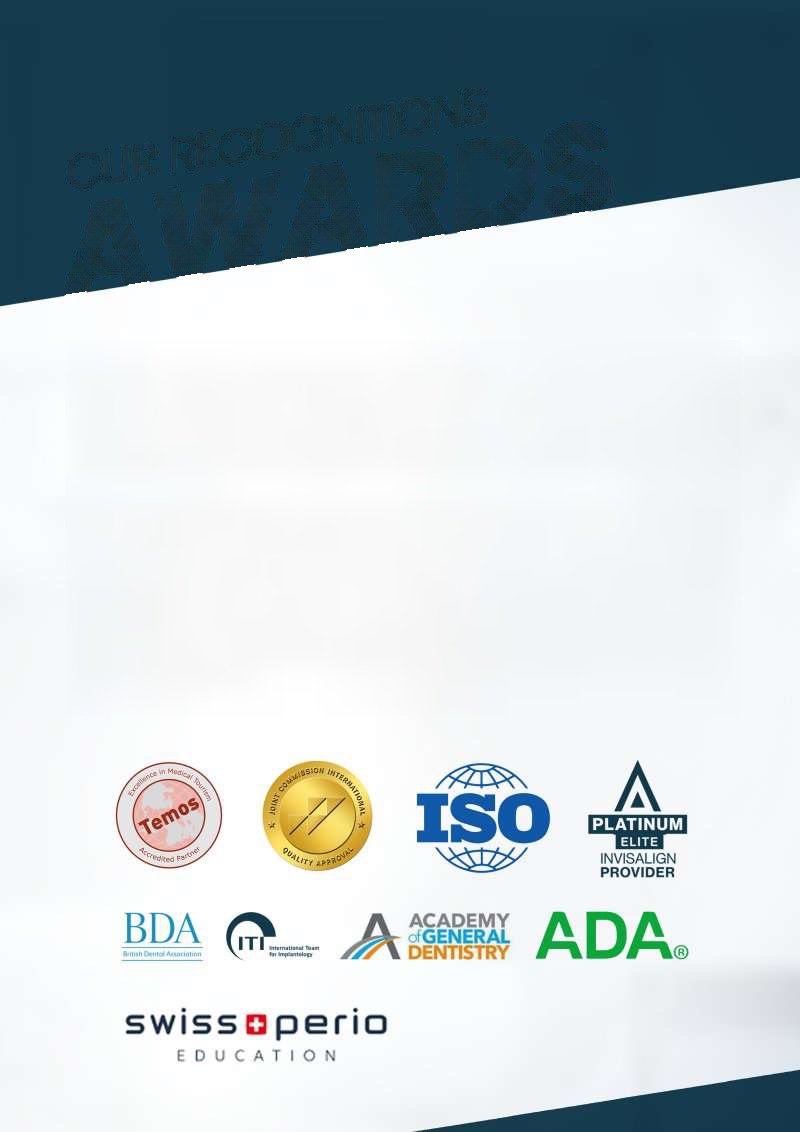 OUR RECOGNITIONS
AWARDS
Excellence in Medical Tourism
Temos
Accredited Partner
JOINT COMMISSION INTERNATIONAL
QUALITY APPROVAL
ISO
PLATINUM
ELITE
INVISALIGN
PROVIDER
BDA
British Dental Association
ITI
International Team
for Implantology
ACADEMY
of GENERAL
DENTISTRY
ADA®
swiss perio
EDUCATION